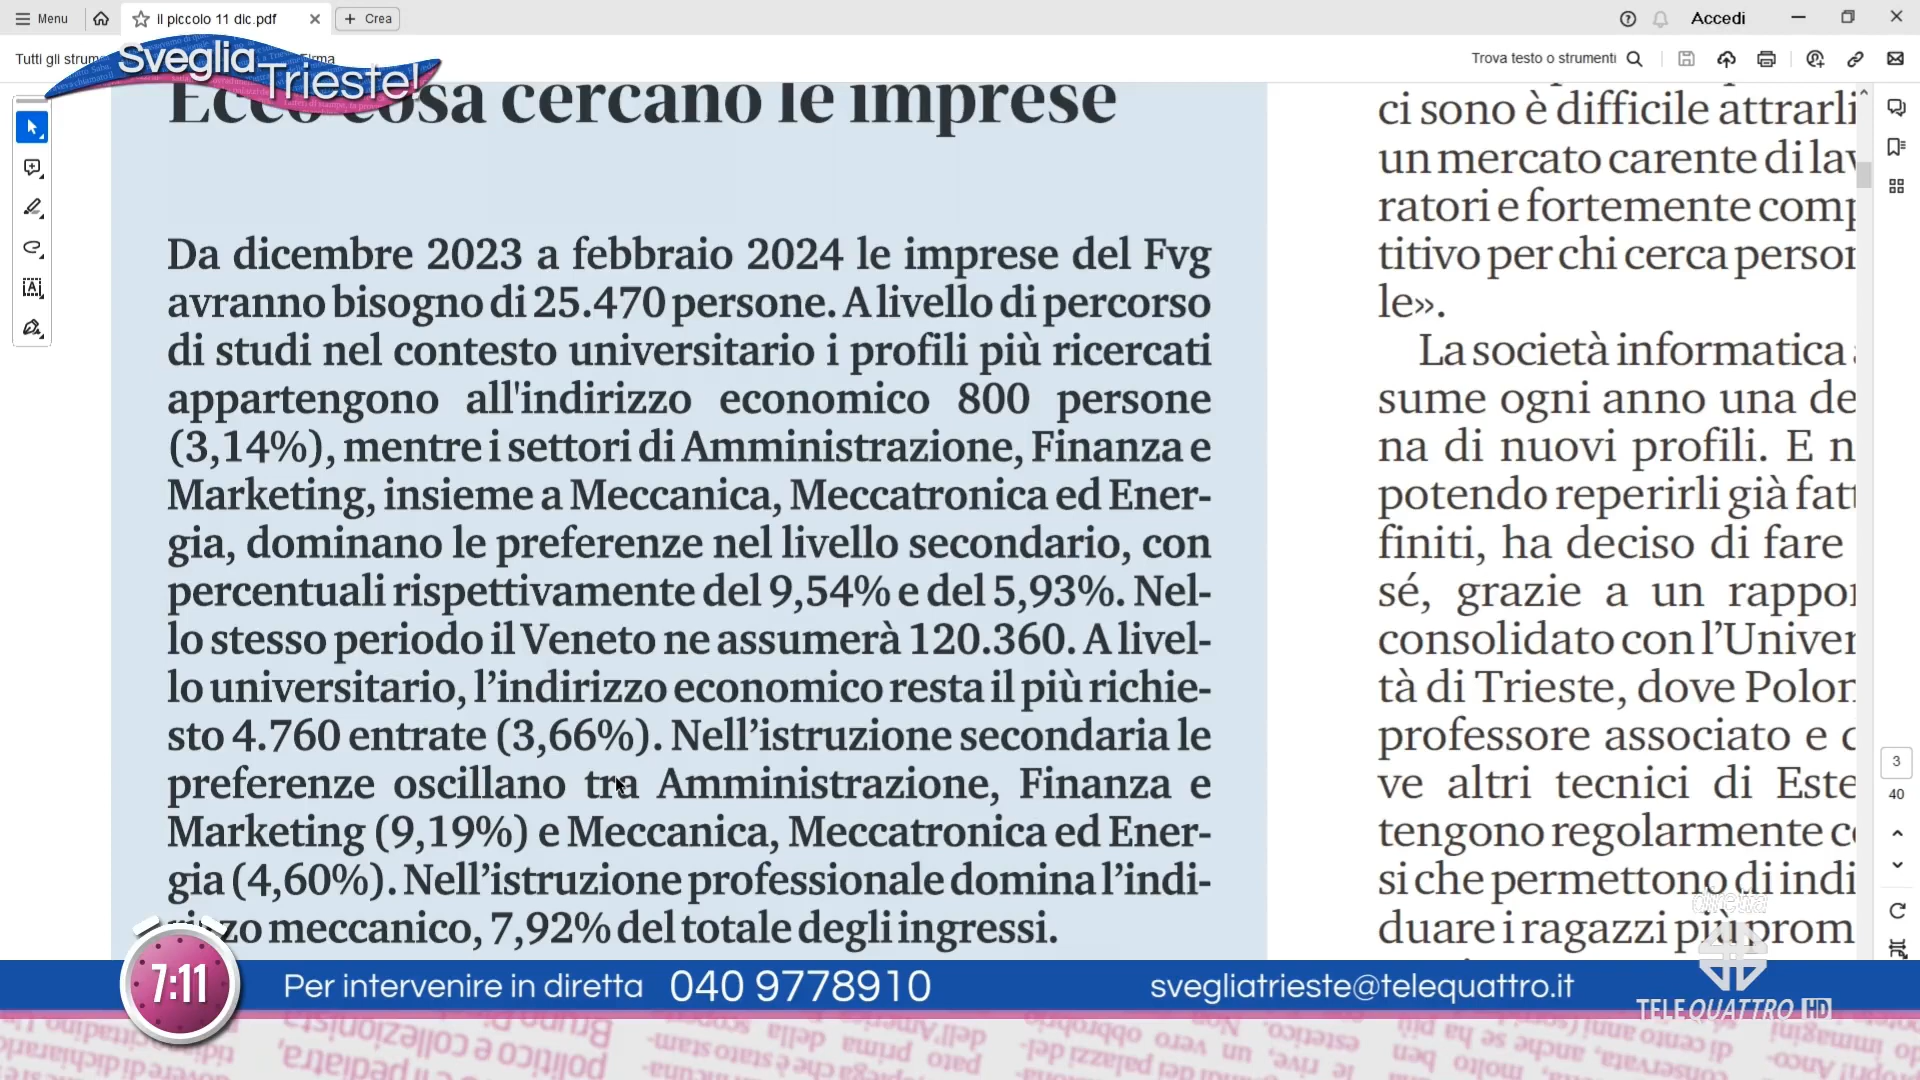 Menu
il piccolo 11 dic.pdf
Crea
Accedi
Tutti gli
Trova testo o strumenti
Sveglia
Trieste!
Ecco cosa cercano le imprese
Da dicembre 2023 a febbraio 2024 le imprese del Fvg
avranno bisogno di 25.470 persone. A livello di percorso
di studi nel contesto universitario i profili più ricercati
appartengono all'indirizzo economico 800 persone
(3,14%), mentre i settori di Amministrazione, Finanza e
Marketing, insieme a Meccanica, Meccatronica ed Ener-
gia, dominano le preferenze nel livello secondario, con
percentuali rispettivamente del 9,54% e del 5,93%. Nel-
lo stesso periodo il Veneto ne assumerà 120.360. A livel-
lo universitario, l’indirizzo economico resta il più richie-
sto 4.760 entrate (3,66%). Nell’istruzione secondaria le
preferenze oscillano tra Amministrazione, Finanza e
Marketing (9,19%) e Meccanica, Meccatronica ed Ener-
gia (4,60%). Nell’istruzione professionale domina l’indi-
rizzo meccanico, 7,92% del totale degli ingressi.
ci sono è difficile attrarli
un mercato carente di lav
ratori e fortemente comp
titivo per chi cerca person
le».
La società informatica
sume ogni anno una de
na di nuovi profili. E n
potendo reperirli già fatt
finiti, ha deciso di fare
sé, grazie a un rappor
consolidato con l’Univer
tà di Trieste, dove Polon
professore associato e d
ve altri tecnici di Este
tengono regolarmente co
si che permettono di indi
duare i ragazzi più prom
3
40
diretta
TELEQUATTRO HD
7:11
Per intervenire in diretta 040 9778910
svegliatrieste@telequattro.it